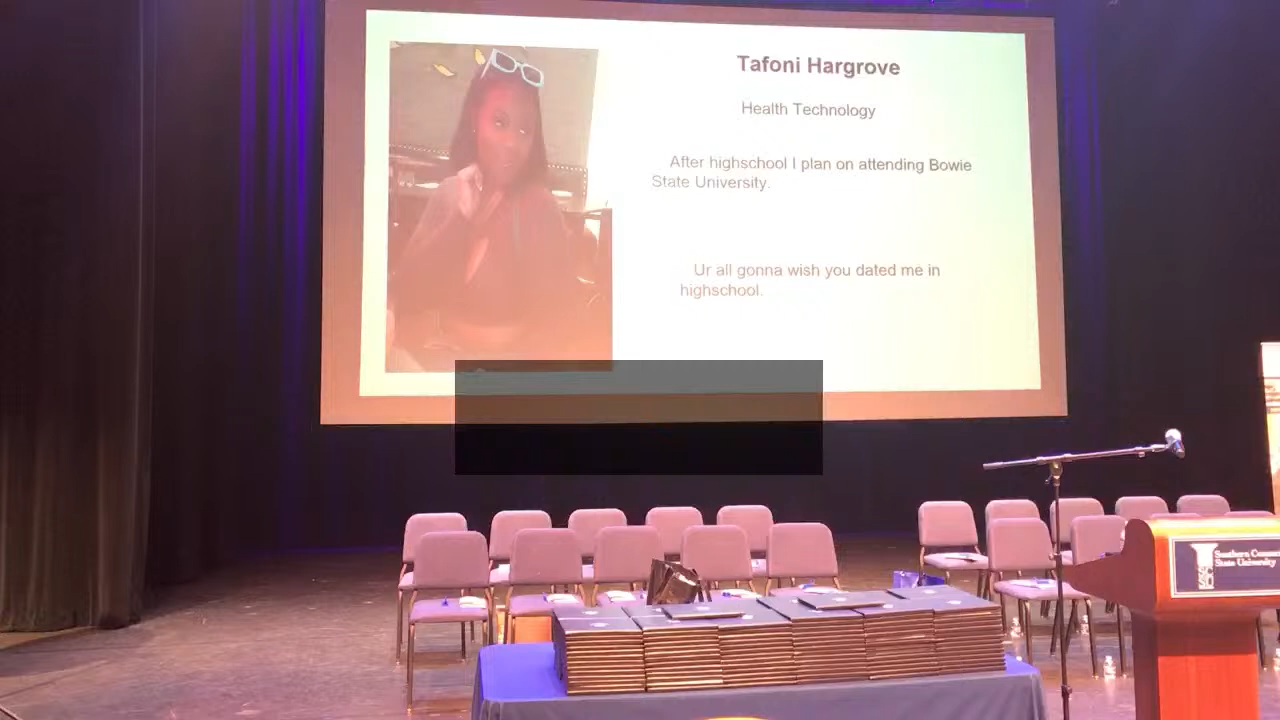 Tafoni Hargrove
Health Technology
After highschool I plan on attending Bowie
State University.
Ur all gonna wish you dated me in
highschool.
Southern
State University